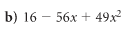 b) 16 − 56x + 49x²